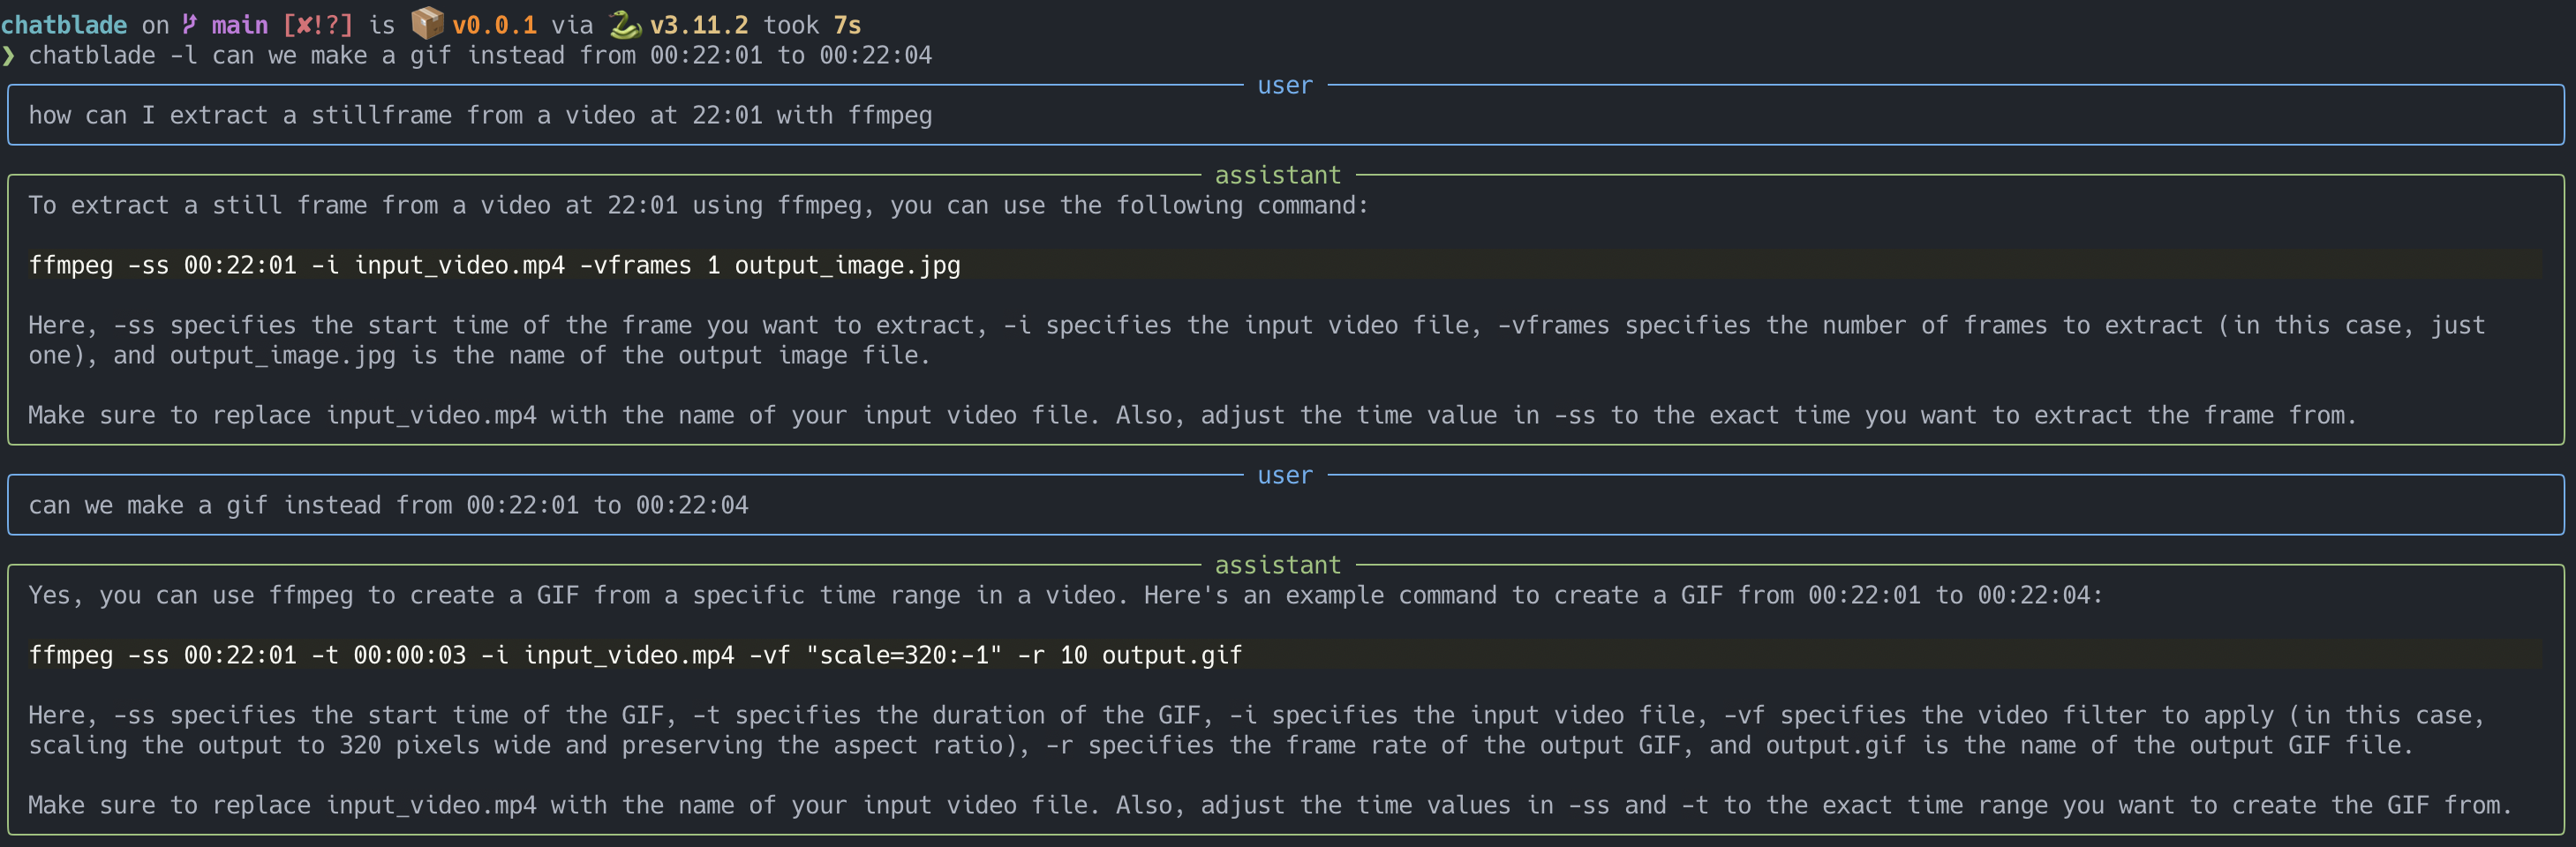 chatblade on main [✘!?] is 📦 v0.0.1 via 🐍 v3.11.2 took 7s
❯ chatblade -l can we make a gif instead from 00:22:01 to 00:22:04
user
how can I extract a stillframe from a video at 22:01 with ffmpeg
assistant
To extract a still frame from a video at 22:01 using ffmpeg, you can use the following command:
ffmpeg -ss 00:22:01 -i input_video.mp4 -vframes 1 output_image.jpg
Here, -ss specifies the start time of the frame you want to extract, -i specifies the input video file, -vframes specifies the number of frames to extract (in this case, just
one), and output_image.jpg is the name of the output image file.
Make sure to replace input_video.mp4 with the name of your input video file. Also, adjust the time value in -ss to the exact time you want to extract the frame from.
user
can we make a gif instead from 00:22:01 to 00:22:04
assistant
Yes, you can use ffmpeg to create a GIF from a specific time range in a video. Here's an example command to create a GIF from 00:22:01 to 00:22:04:
ffmpeg -ss 00:22:01 -t 00:00:03 -i input_video.mp4 -vf "scale=320:-1" -r 10 output.gif
Here, -ss specifies the start time of the GIF, -t specifies the duration of the GIF, -i specifies the input video file, -vf specifies the video filter to apply (in this case,
scaling the output to 320 pixels wide and preserving the aspect ratio), -r specifies the frame rate of the output GIF, and output.gif is the name of the output GIF file.
Make sure to replace input_video.mp4 with the name of your input video file. Also, adjust the time values in -ss and -t to the exact time range you want to create the GIF from.